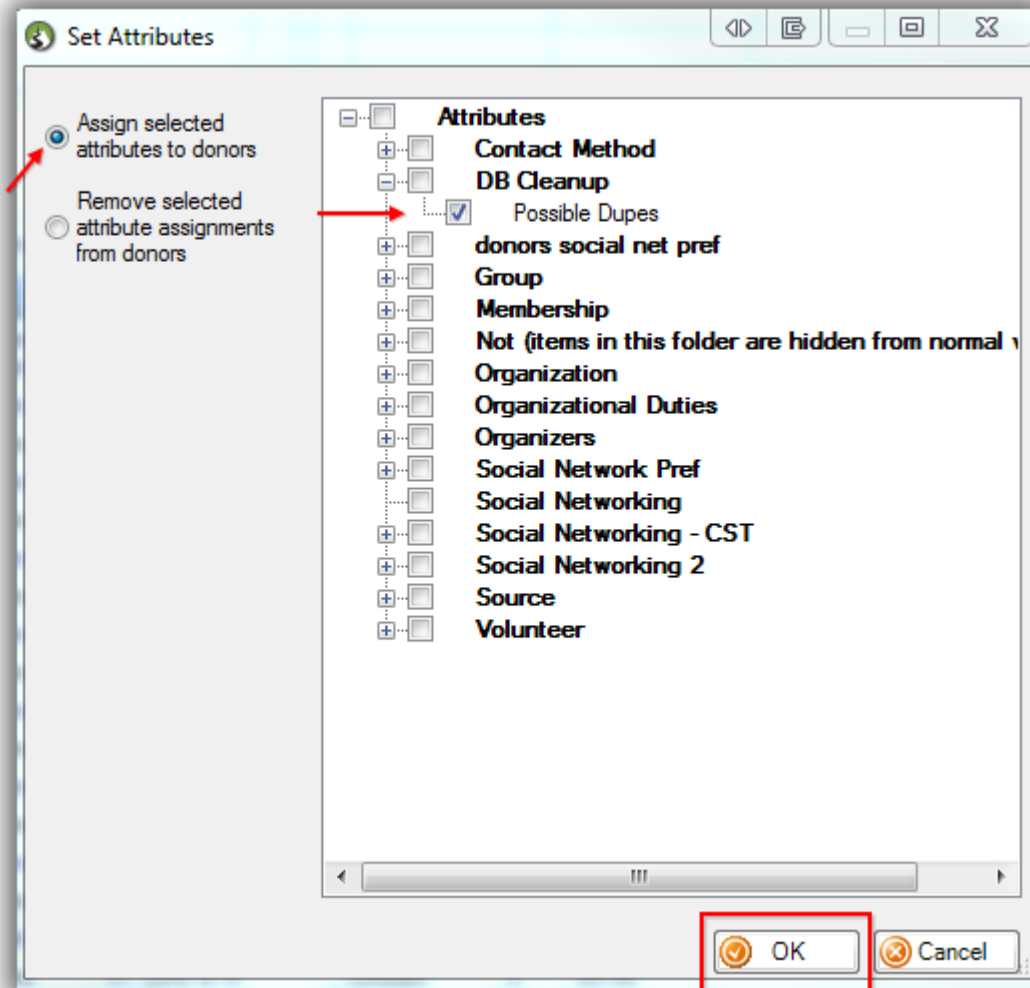 Set Attributes
Assign selected
attributes to donors
Remove selected
attribute assignments
from donors
Attributes
Contact Method
DB Cleanup
Possible Dupes
donors social net pref
Group
Membership
Not (items in this folder are hidden from normal
Organization
Organizational Duties
Organizers
Social Network Pref
Social Networking
Social Networking - CST
Social Networking 2
Source
Volunteer
OK
Cancel